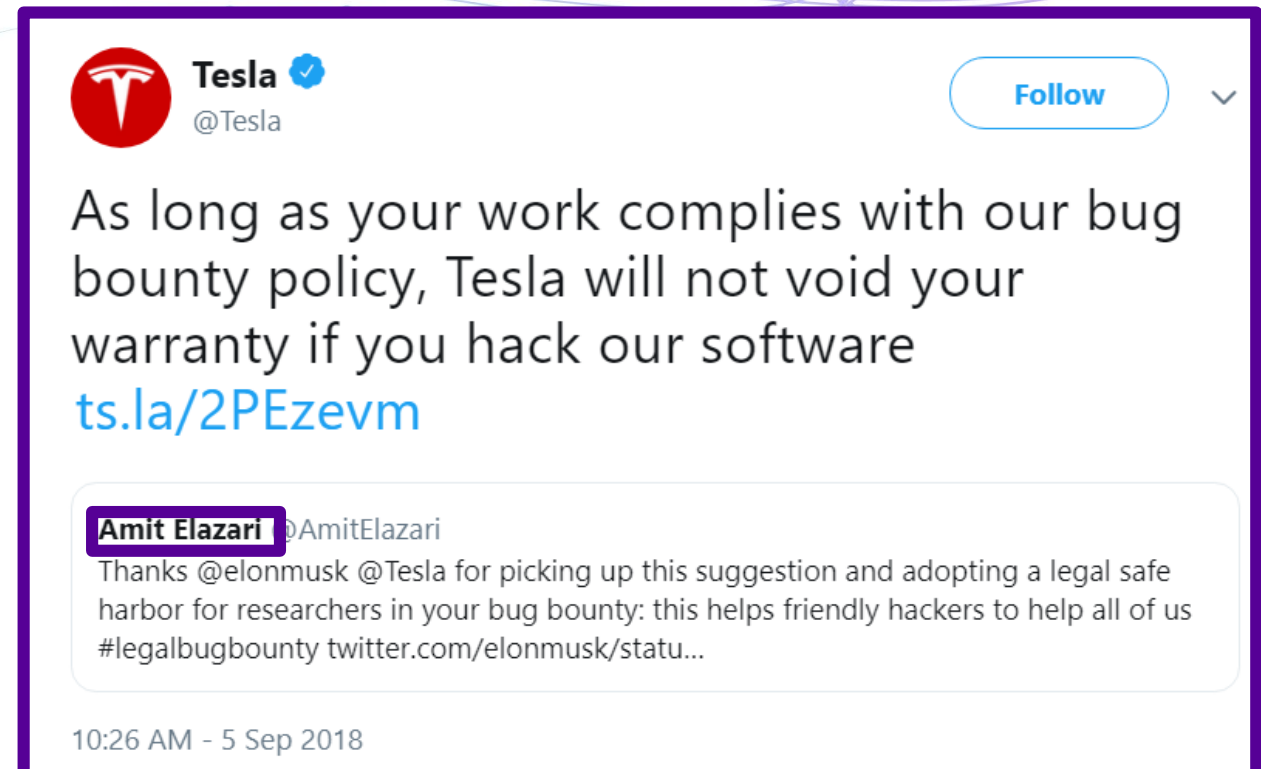 Tesla
@Tesla
Follow
As long as your work complies with our bug
bounty policy, Tesla will not void your
warranty if you hack our software
ts.la/2PEzevm
Amit Elazari @AmitElazari
Thanks @elonmusk @Tesla for picking up this suggestion and adopting a legal safe
harbor for researchers in your bug bounty: this helps friendly hackers to help all of us
#legalbugbounty twitter.com/elonmusk/statu...
10:26 AM - 5 Sep 2018